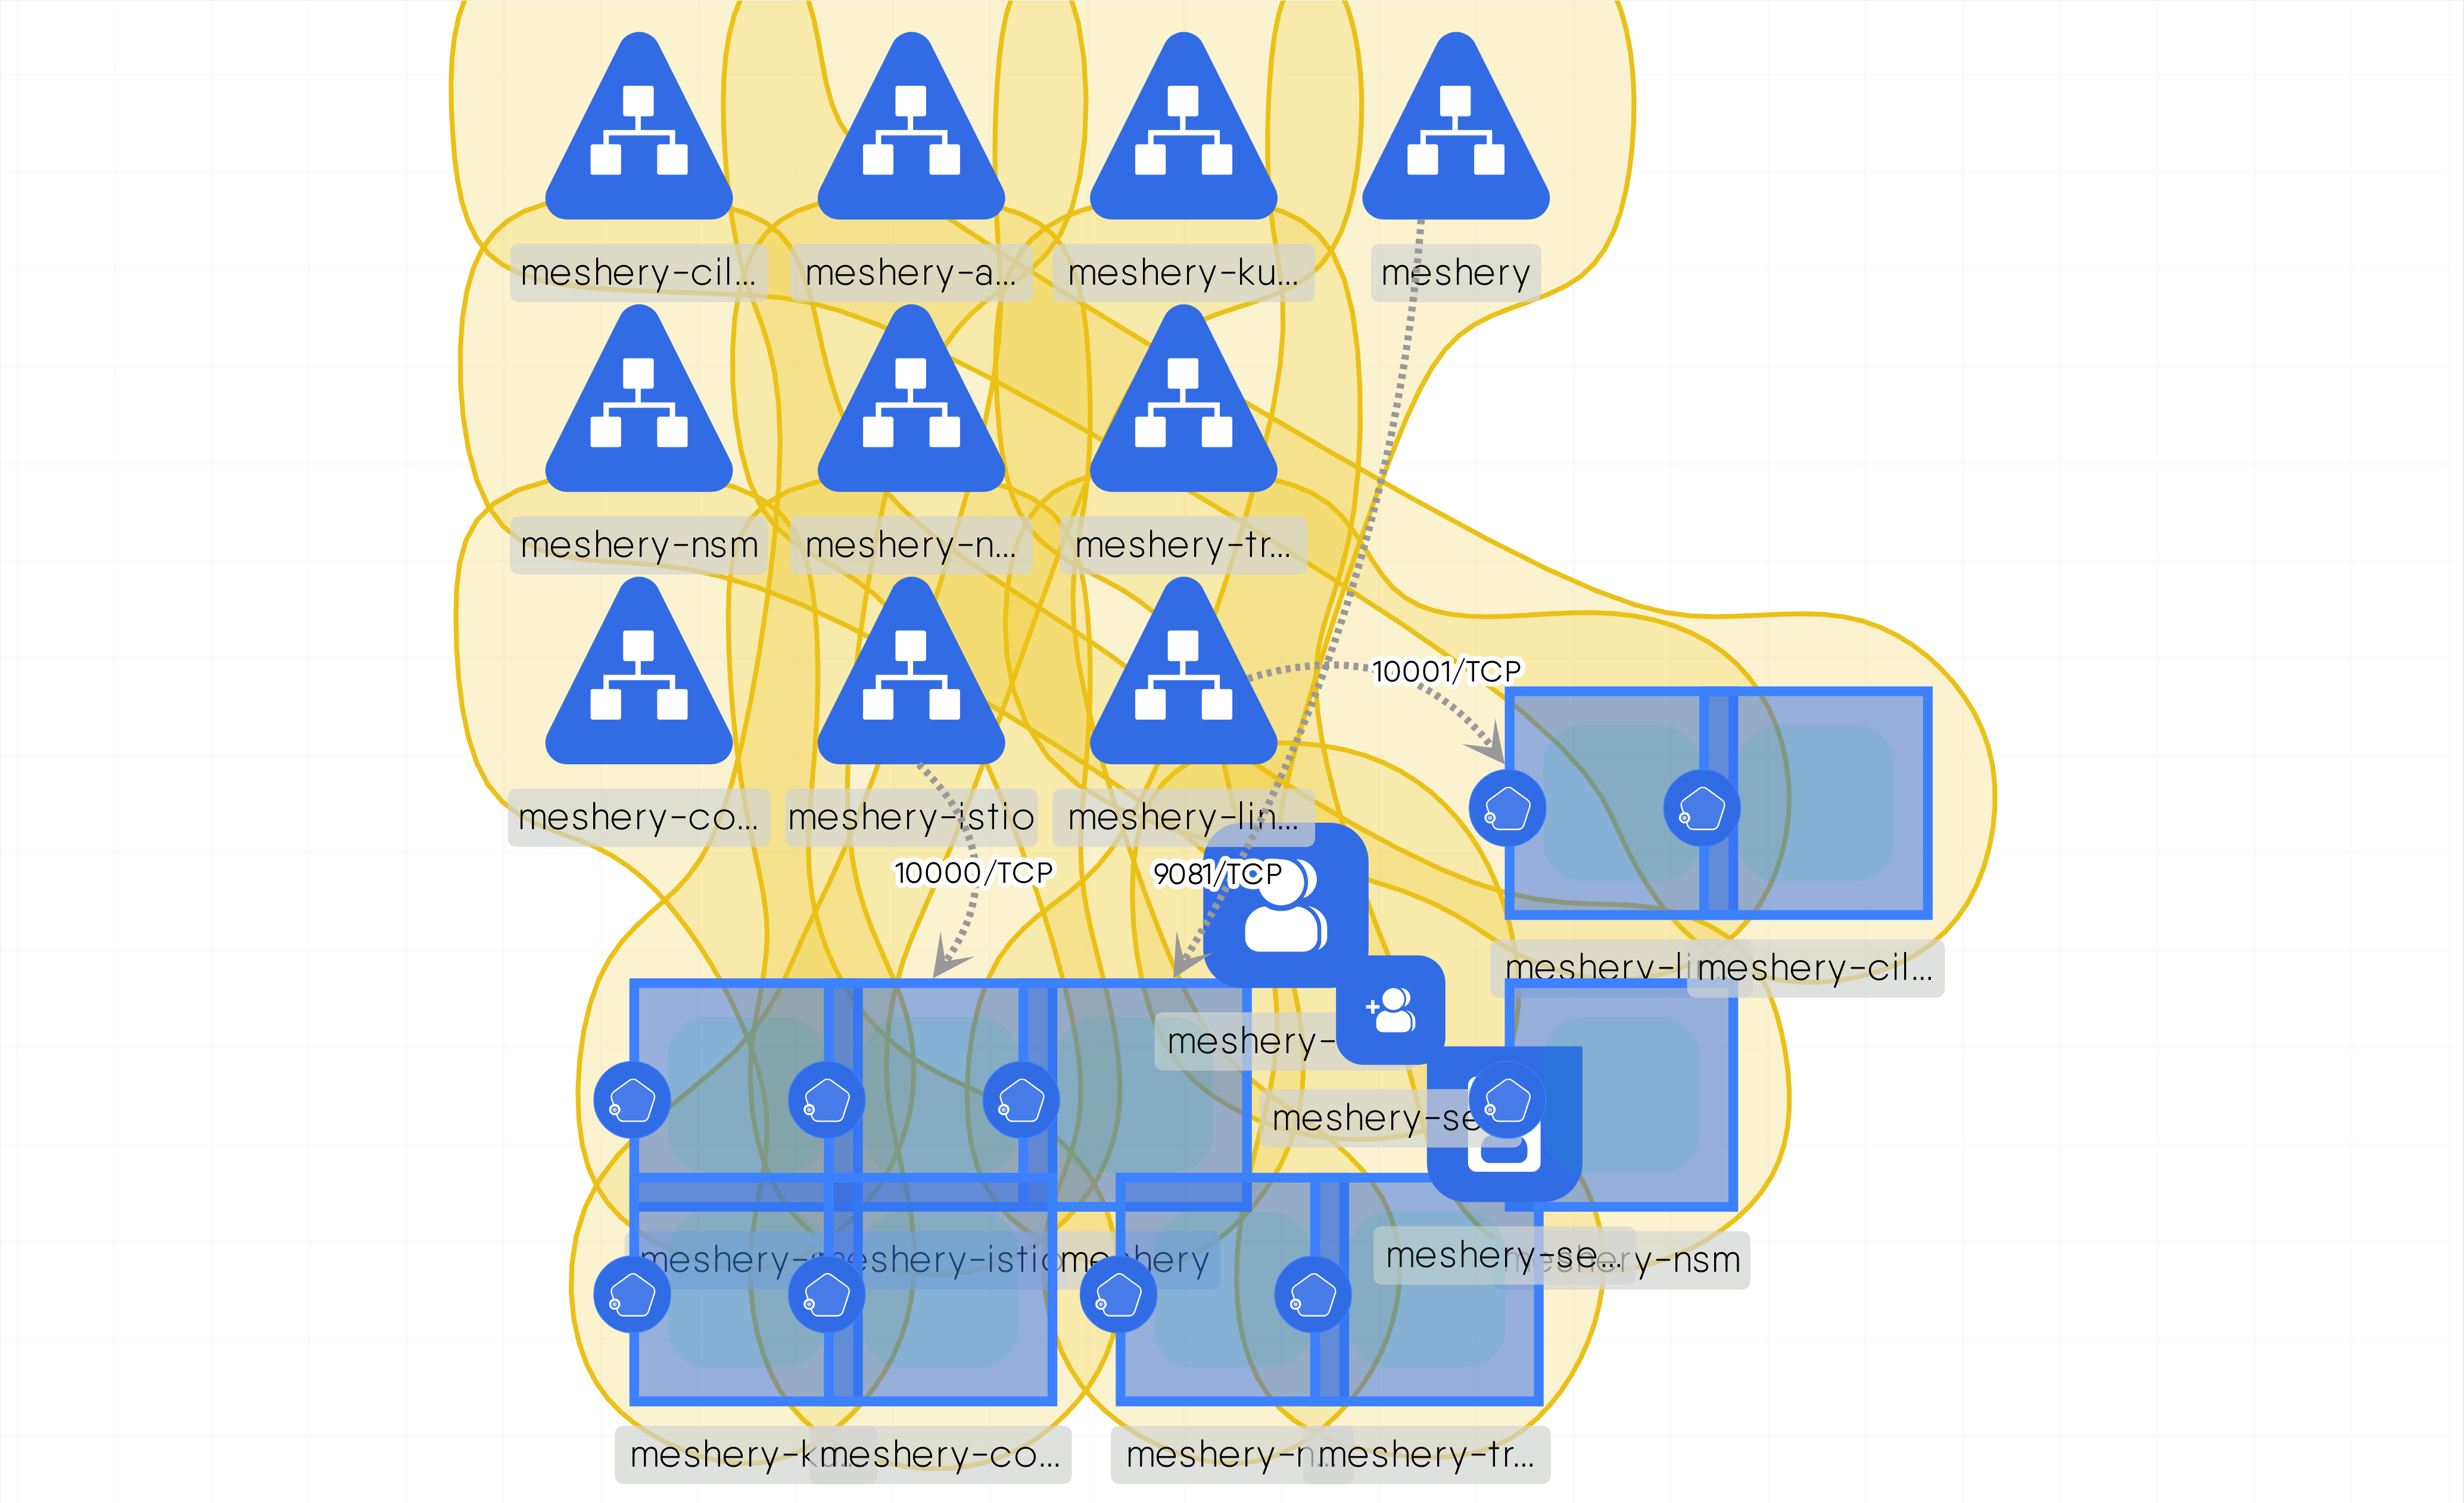 meshery-cil...
meshery-a...
meshery-ku...
meshery
meshery-nsm
meshery-n...
meshery-tr...
10001/TCP
meshery-co...
meshery-istio
meshery-lin...
10000/TCP
9081/TCP
meshery-li
meshery-cil...
meshery-
meshery-se
meshery-
meshery-istio
meshery
meshery-se...
ry-nsm
meshery-k
meshery-co...
meshery-n...
meshery-tr...